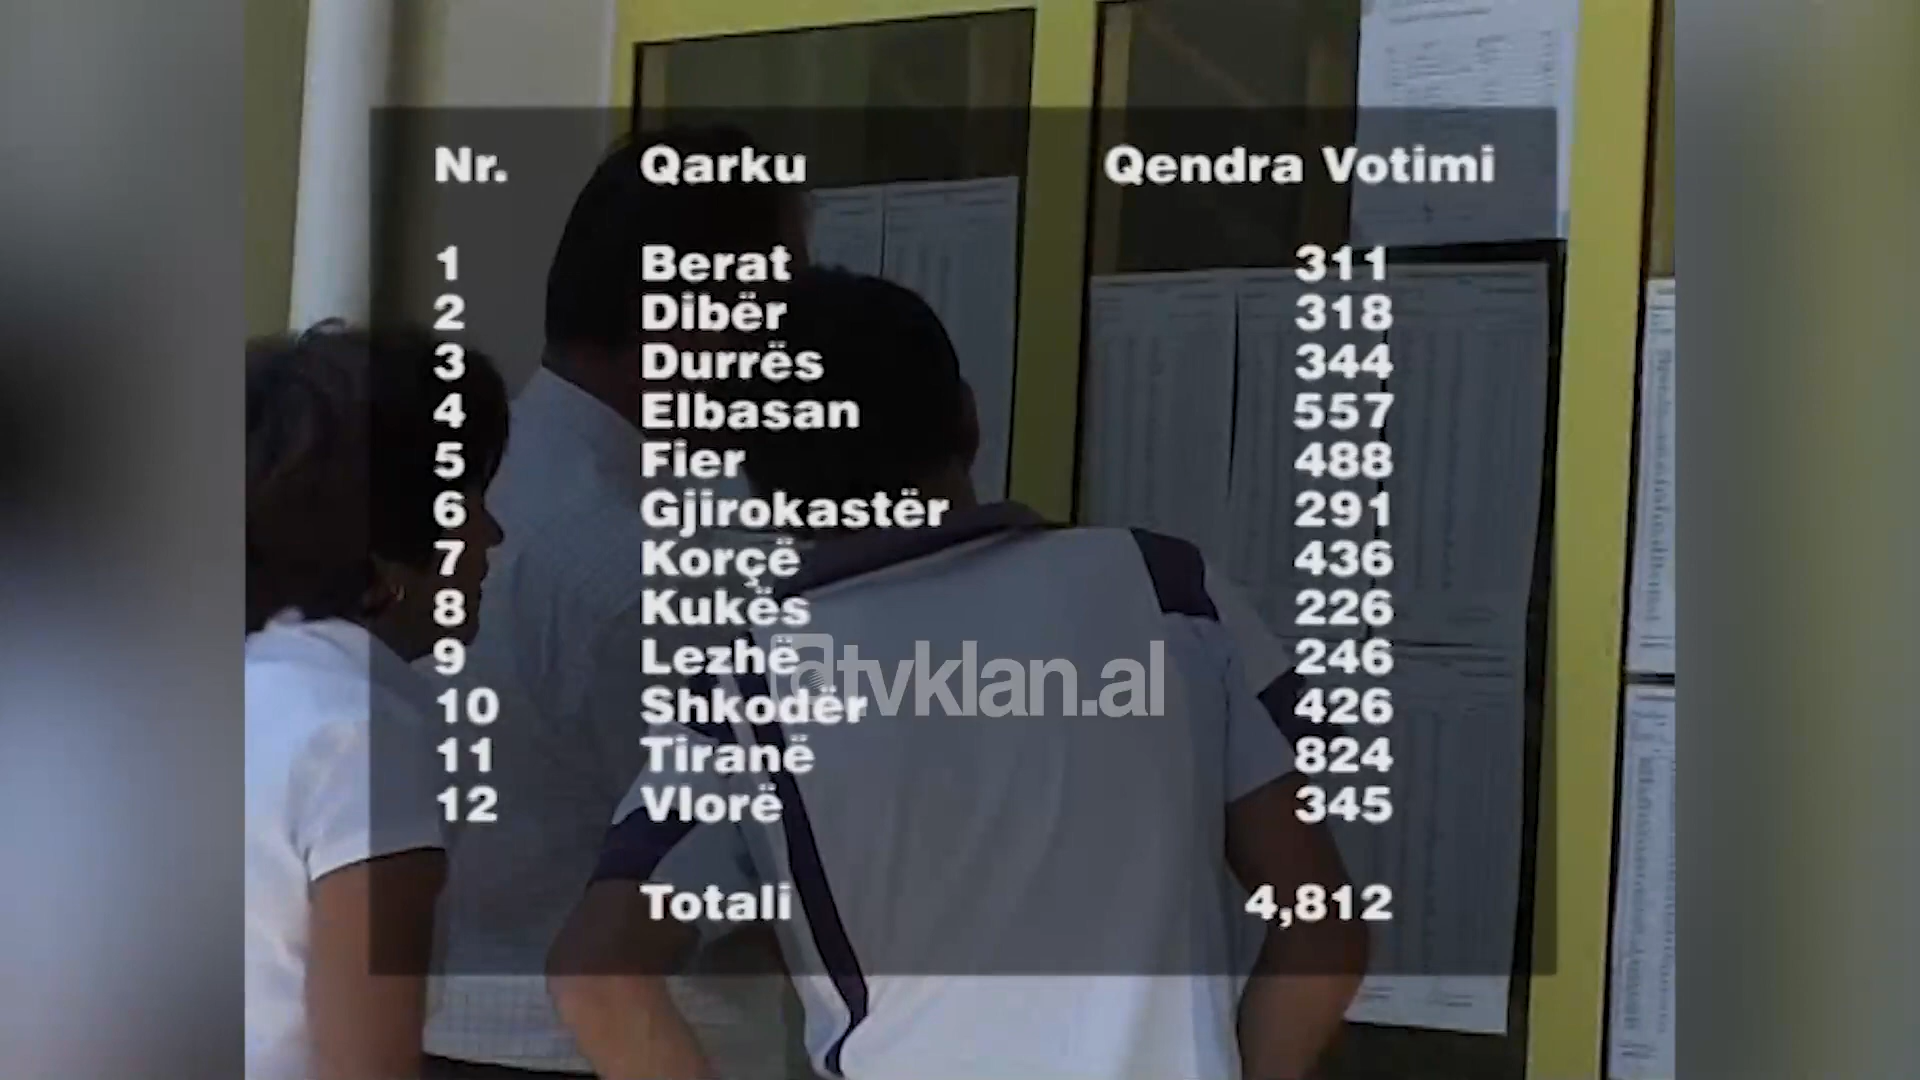 Nr. Qarku Qendra Votimi
1 Berat 311
2 Dibër 318
3 Durrës 344
4 Elbasan 557
5 Fier 488
6 Gjirokastër 291
7 Korçë 436
8 Kukës 226
9 Lezhë 246
tvklan.al
10 Shkodër 426
11 Tiranë 824
12 Vlorë 345
Totali 4,812